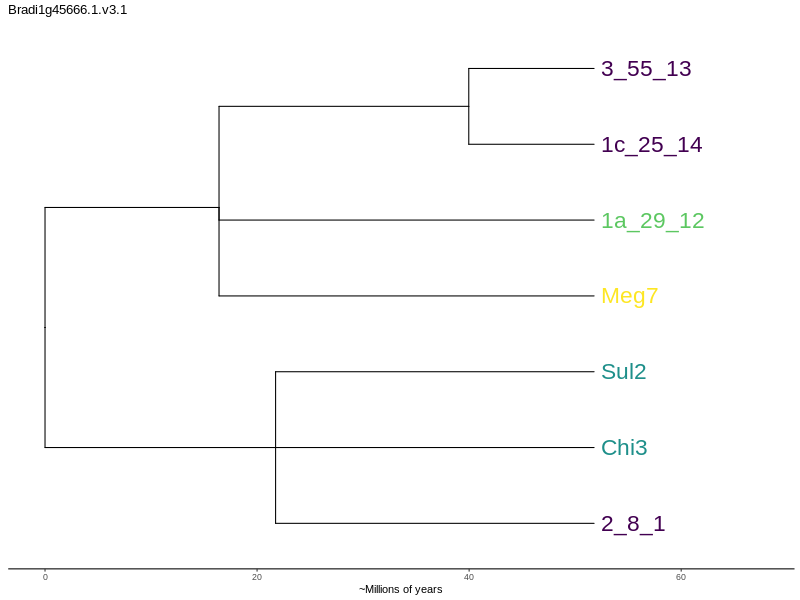 Bradi1g45666.1.v3.1
3_55_13
1c_25_14
1a_29_12
Meg7
Sul2
Chi3
2_8_1
0 20 40 60
~Millions of years